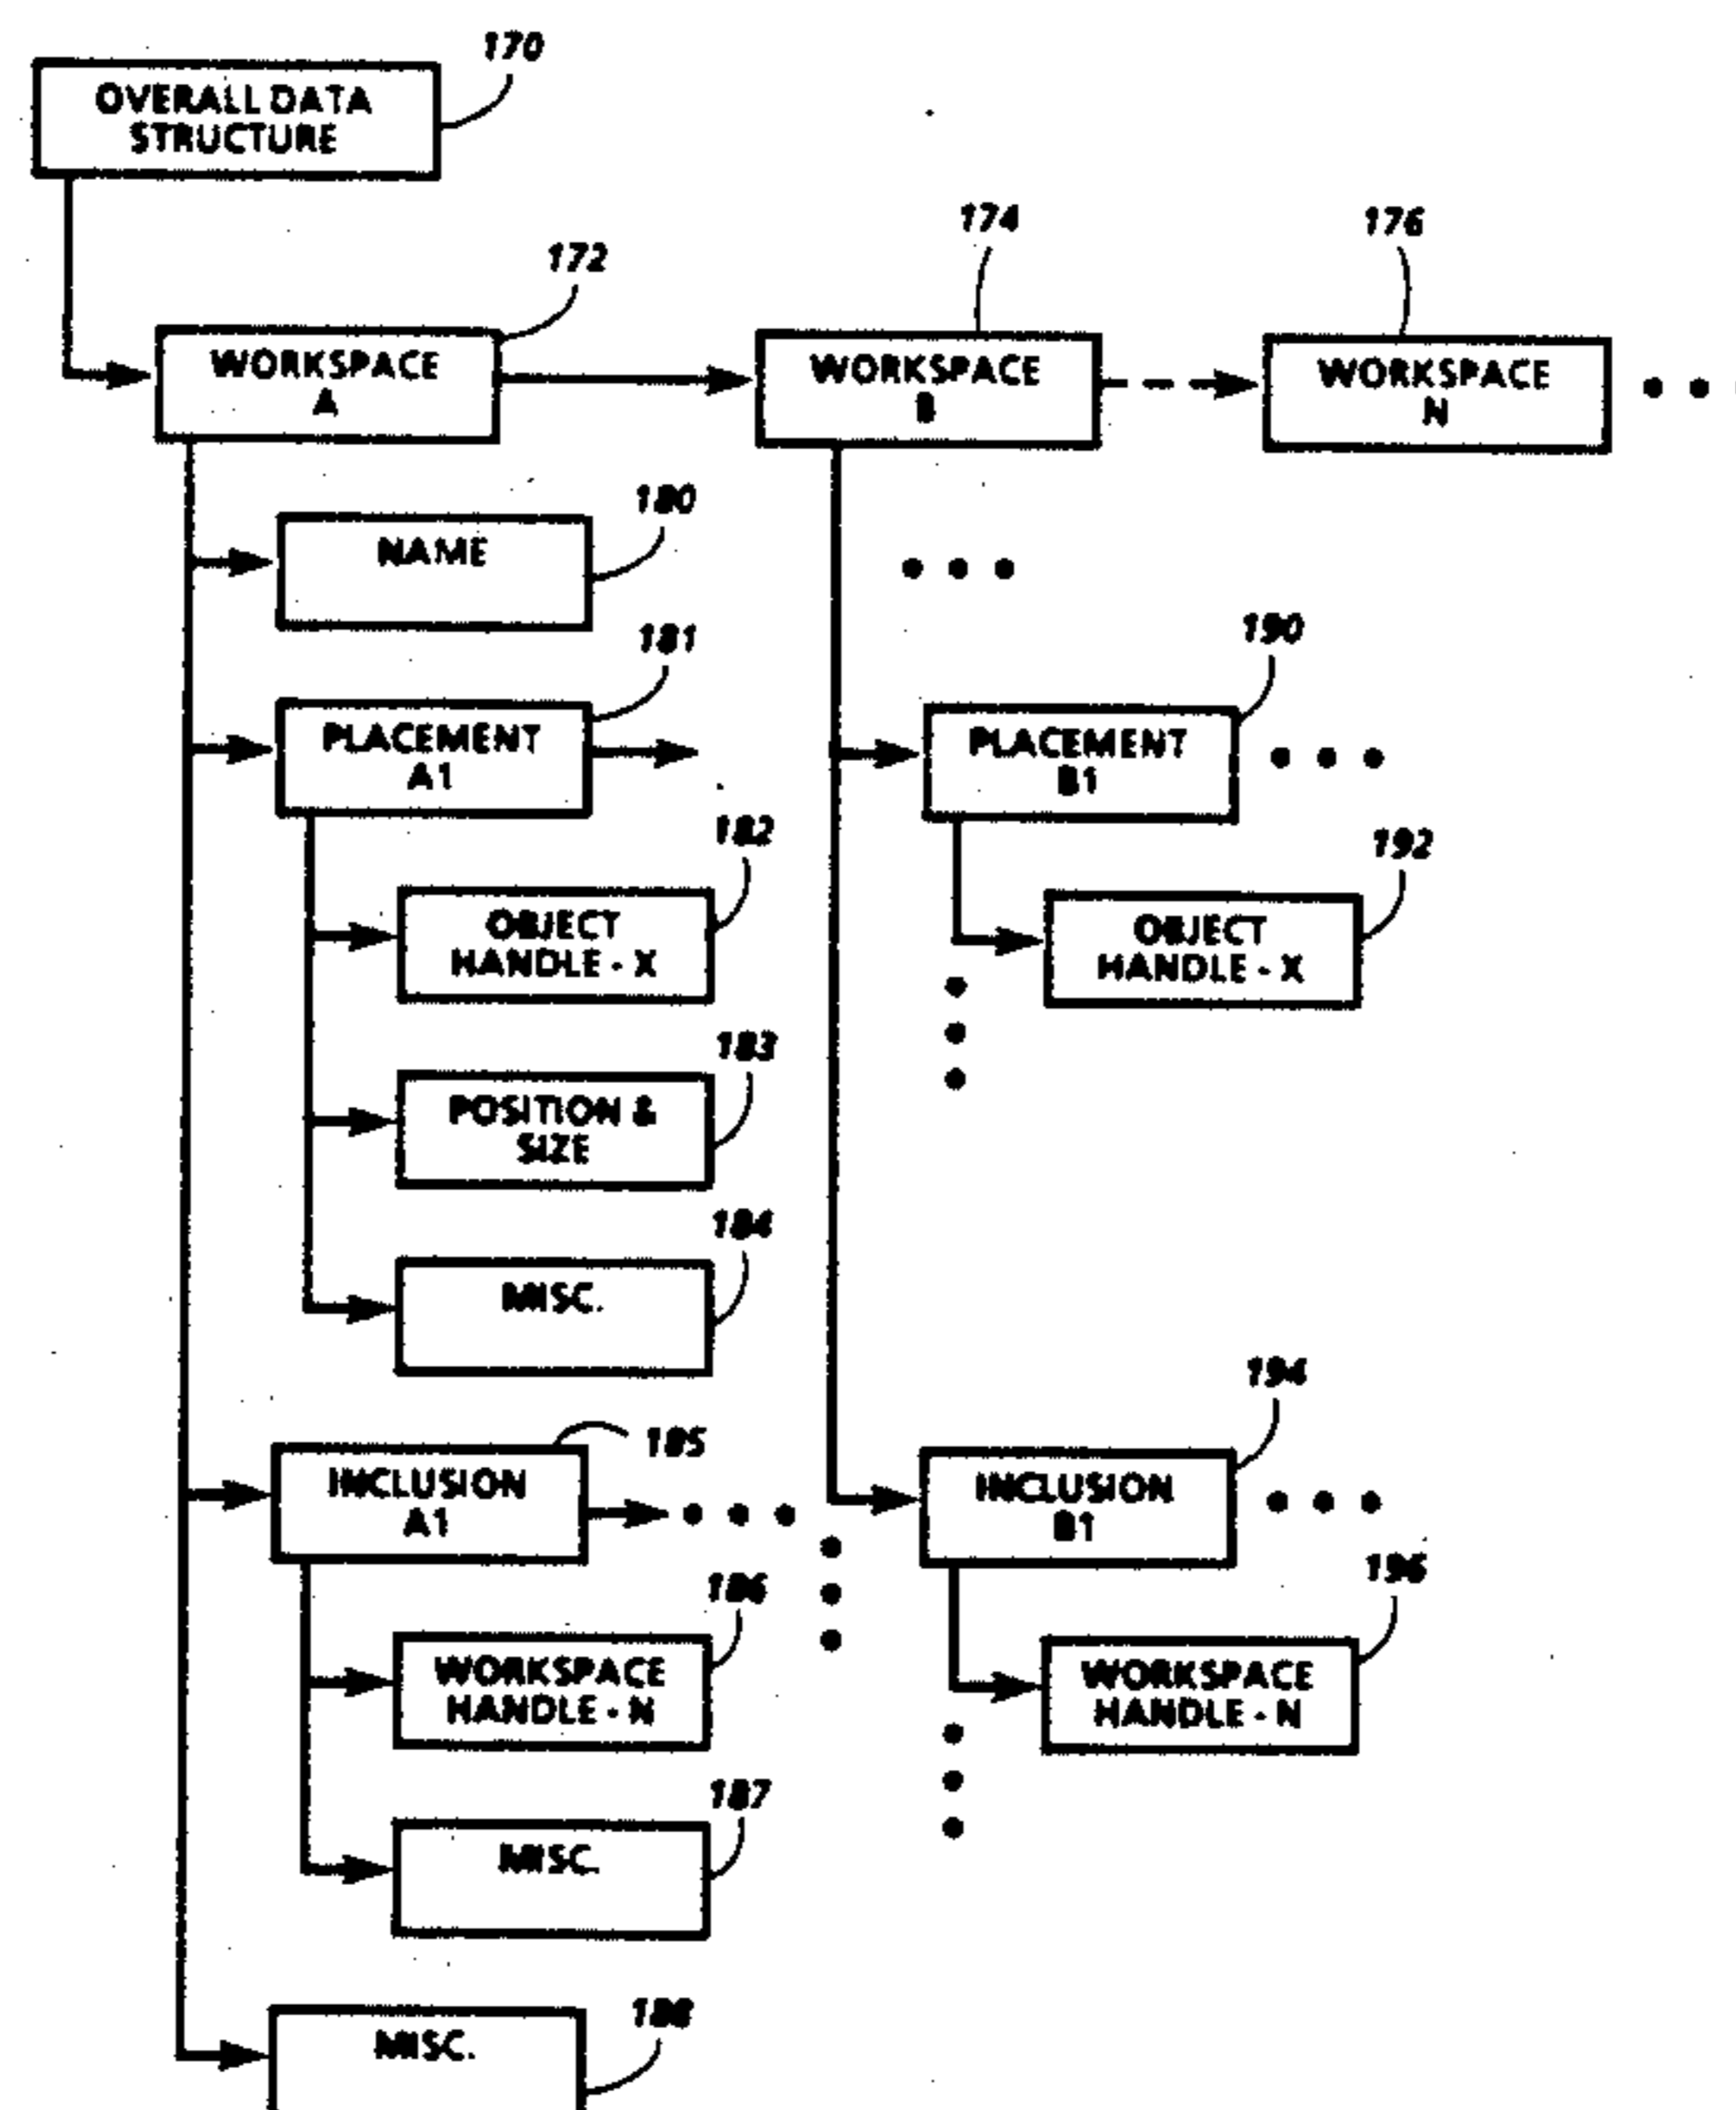 170
OVERALL DATA
STRUCTURE
174
176
172
WORKSPACE
A
WORKSPACE
B
WORKSPACE
N
180
NAME
181
190
PLACEMENT
A1
PLACEMENT
B1
182
192
OBJECT
HANDLE - X
OBJECT
HANDLE - X
183
POSITION &
SIZE
184
MISC.
194
185
INCLUSION
A1
INCLUSION
B1
186
196
WORKSPACE
HANDLE - N
WORKSPACE
HANDLE - N
187
MISC.
188
MISC.